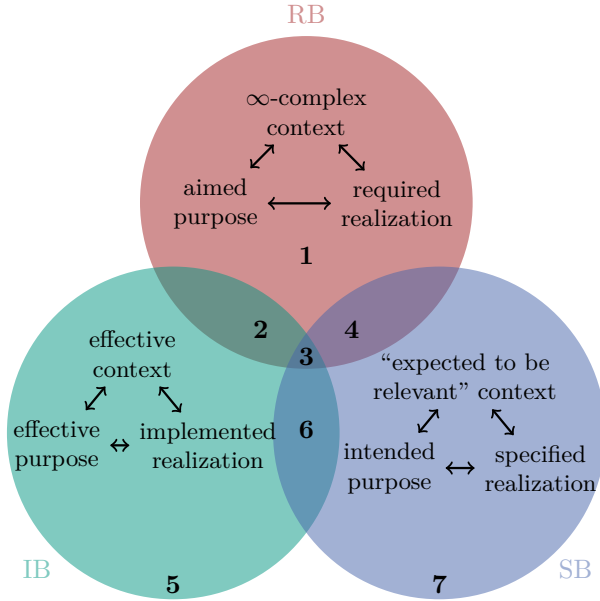 RB
∞-complex
context
aimed
purpose
required
realization
1
2
4
3
effective
context
“expected to be
relevant” context
effective
purpose
implemented
realization
6
intended
purpose
specified
realization
IB
5
7
SB